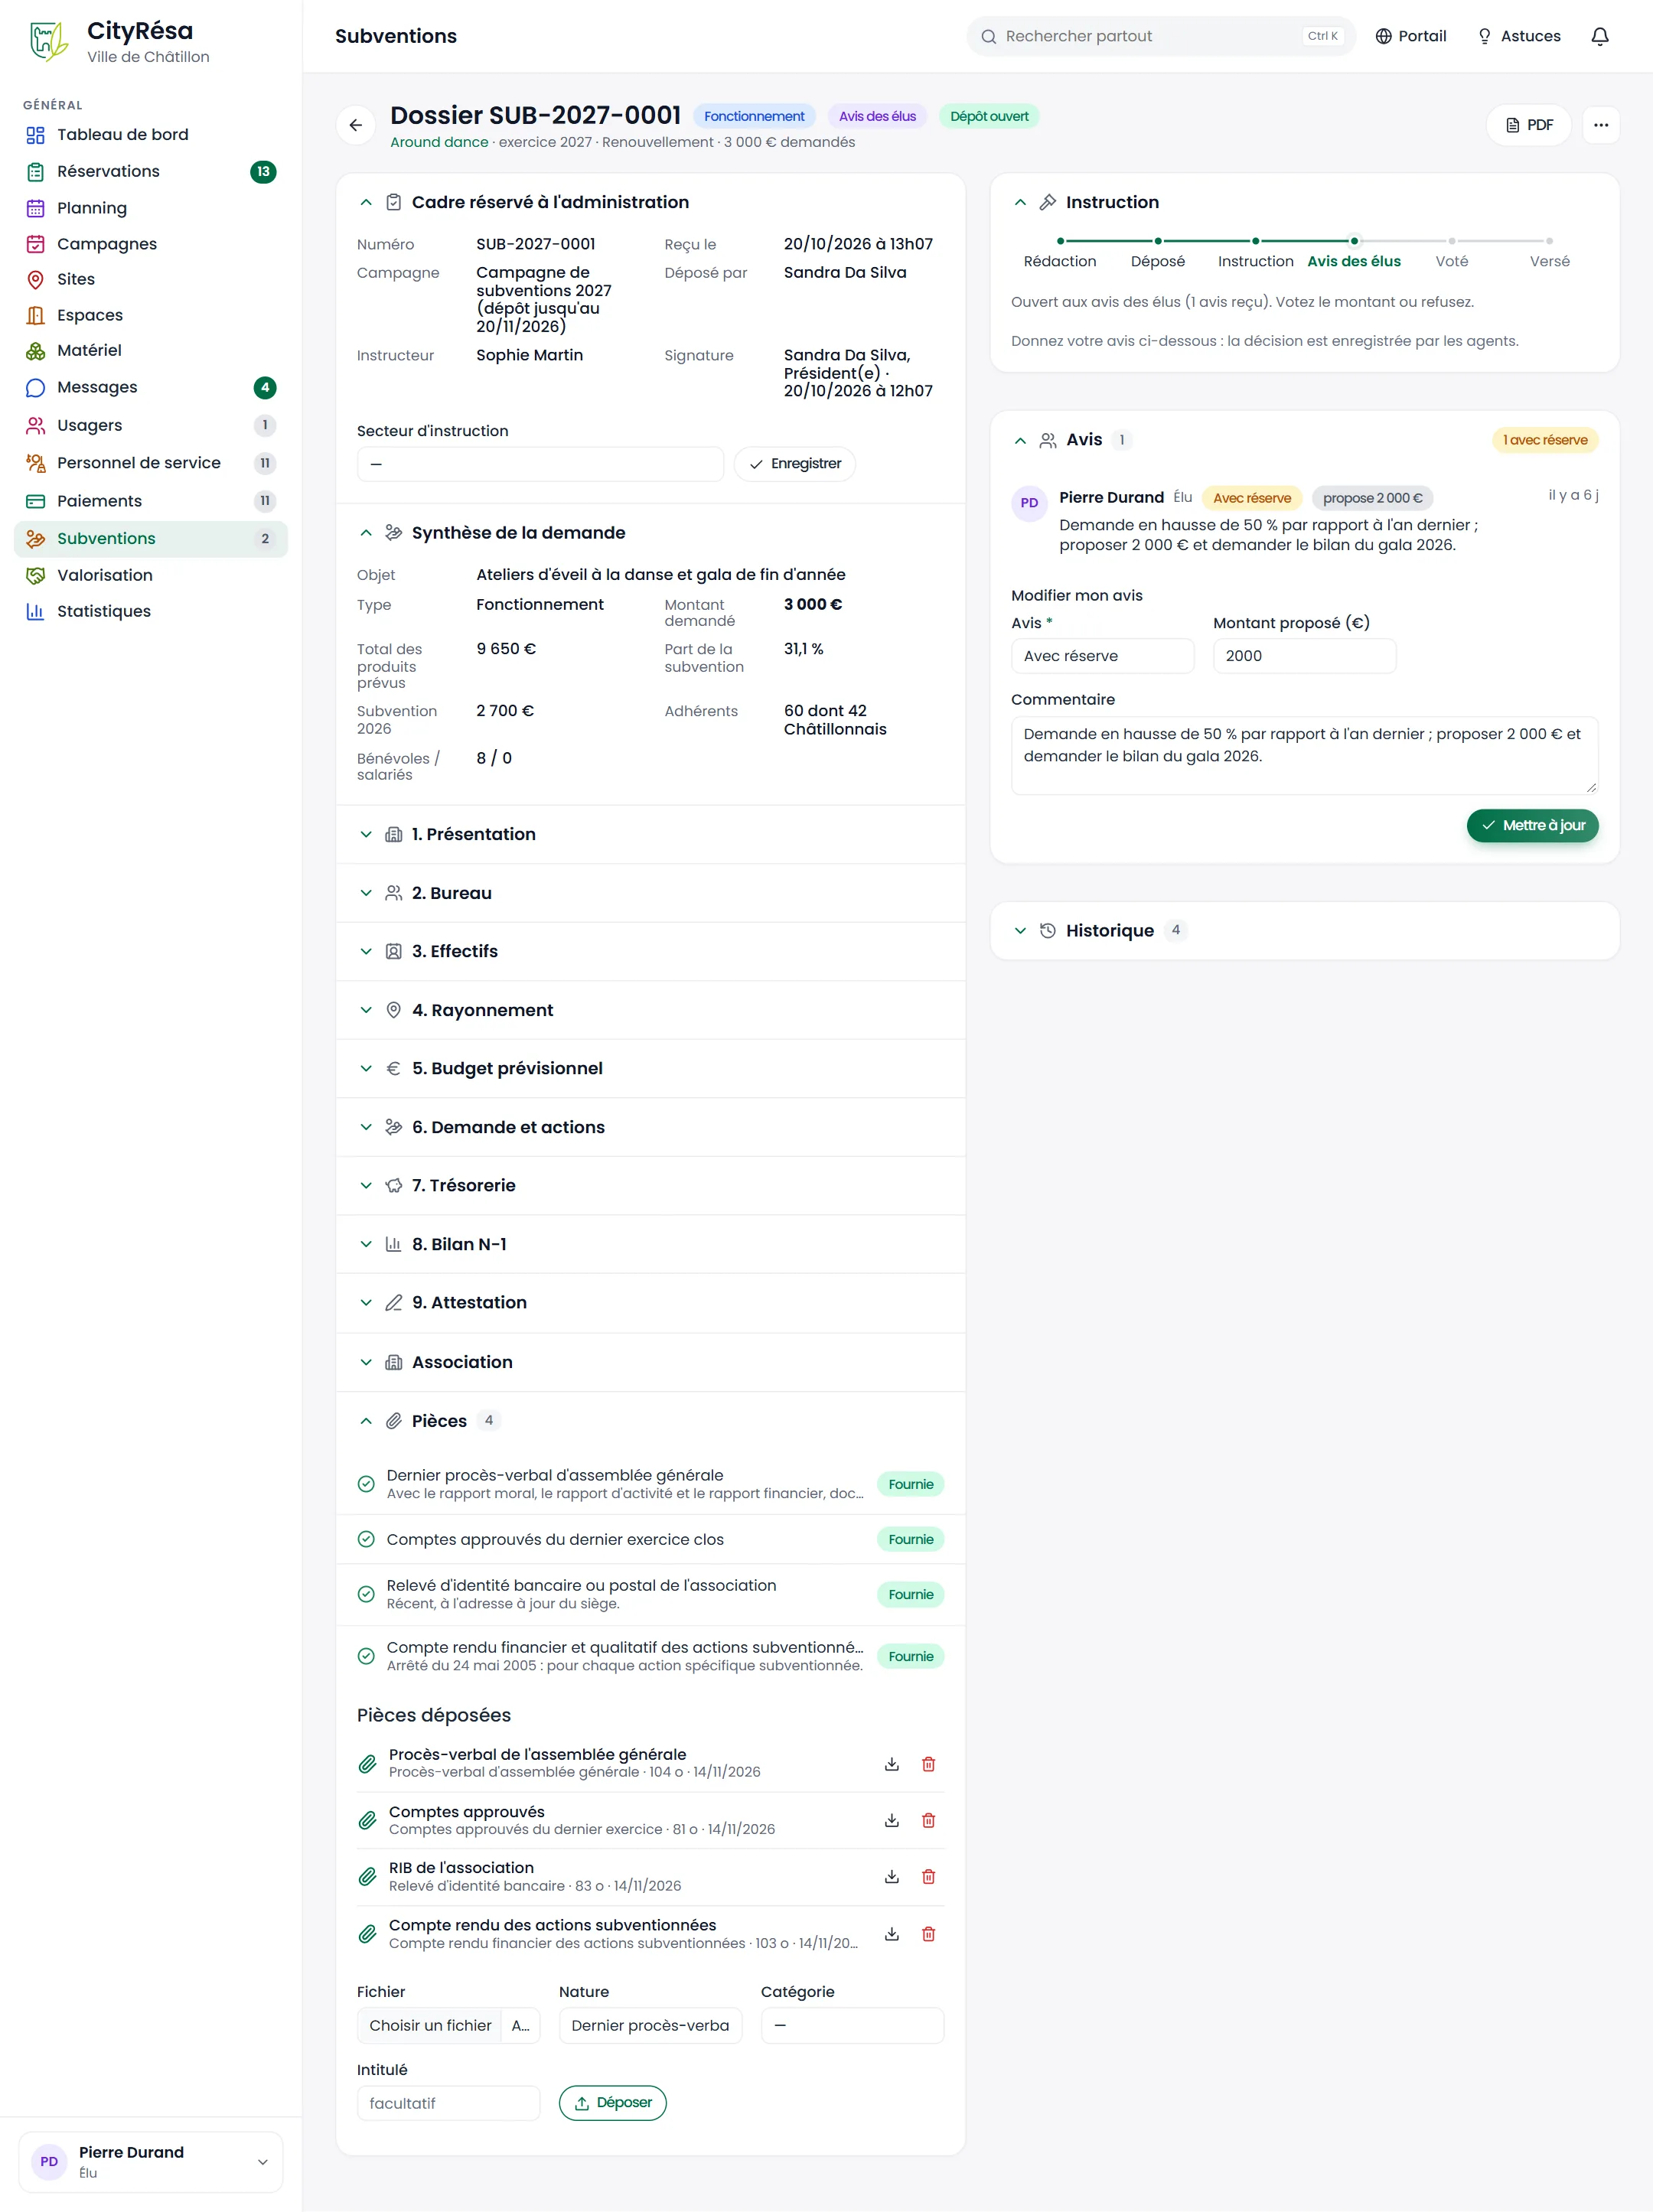 CityRésa
Ville de Châtillon
GÉNÉRAL
Tableau de bord
Réservations 13
Planning
Campagnes
Sites
Espaces
Matériel
Messages 4
Usagers 1
Personnel de service 11
Paiements 11
Subventions 2
Valorisation
Statistiques
PD
Pierre Durand
Élu
Subventions
Rechercher partout Ctrl K
Portail
Astuces
Dossier SUB-2027-0001 Fonctionnement Avis des élus Dépôt ouvert
Around dance · exercice 2027 · Renouvellement · 3 000 € demandés
PDF
Cadre réservé à l'administration
Numéro SUB-2027-0001 Reçu le 20/10/2026 à 13h07
Campagne Campagne de Déposé par Sandra Da Silva
subventions 2027
(dépôt jusqu'au
20/11/2026)
Instructeur Sophie Martin Signature Sandra Da Silva,
Président(e) ·
20/10/2026 à 12h07
Secteur d'instruction
— Enregistrer
Synthèse de la demande
Objet Ateliers d'éveil à la danse et gala de fin d'année
Type Fonctionnement Montant 3 000 €
demandé
Total des 9 650 € Part de la 31,1 %
produits subvention
prévus
Subvention 2 700 € Adhérents 60 dont 42
2026 Châtillonnais
Bénévoles / 8 / 0
salariés
1. Présentation
2. Bureau
3. Effectifs
4. Rayonnement
5. Budget prévisionnel
6. Demande et actions
7. Trésorerie
8. Bilan N-1
9. Attestation
Association
Pièces 4
Dernier procès-verbal d'assemblée générale Fournie
Avec le rapport moral, le rapport d'activité et le rapport financier, doc...
Comptes approuvés du dernier exercice clos Fournie
Relevé d'identité bancaire ou postal de l'association Fournie
Récent, à l'adresse à jour du siège.
Compte rendu financier et qualitatif des actions subventionné... Fournie
Arrêté du 24 mai 2005 : pour chaque action spécifique subventionnée.
Pièces déposées
Procès-verbal de l'assemblée générale
Procès-verbal d'assemblée générale · 104 o · 14/11/2026
Comptes approuvés
Comptes approuvés du dernier exercice · 81 o · 14/11/2026
RIB de l'association
Relevé d'identité bancaire · 83 o · 14/11/2026
Compte rendu des actions subventionnées
Compte rendu financier des actions subventionnées · 103 o · 14/11/20...
Fichier Nature Catégorie
Choisir un fichier A... Dernier procès-verba —
Intitulé
facultatif Déposer
Instruction
Rédaction Déposé Instruction Avis des élus Voté Versé
Ouvert aux avis des élus (1 avis reçu). Votez le montant ou refusez.
Donnez votre avis ci-dessous : la décision est enregistrée par les agents.
Avis 1 1 avec réserve
PD Pierre Durand Élu Avec réserve propose 2 000 € il y a 6 j
Demande en hausse de 50 % par rapport à l'an dernier ;
proposer 2 000 € et demander le bilan du gala 2026.
Modifier mon avis
Avis * Montant proposé (€)
Avec réserve 2000
Commentaire
Demande en hausse de 50 % par rapport à l'an dernier ; proposer 2 000 € et
demander le bilan du gala 2026.
Mettre à jour
Historique 4